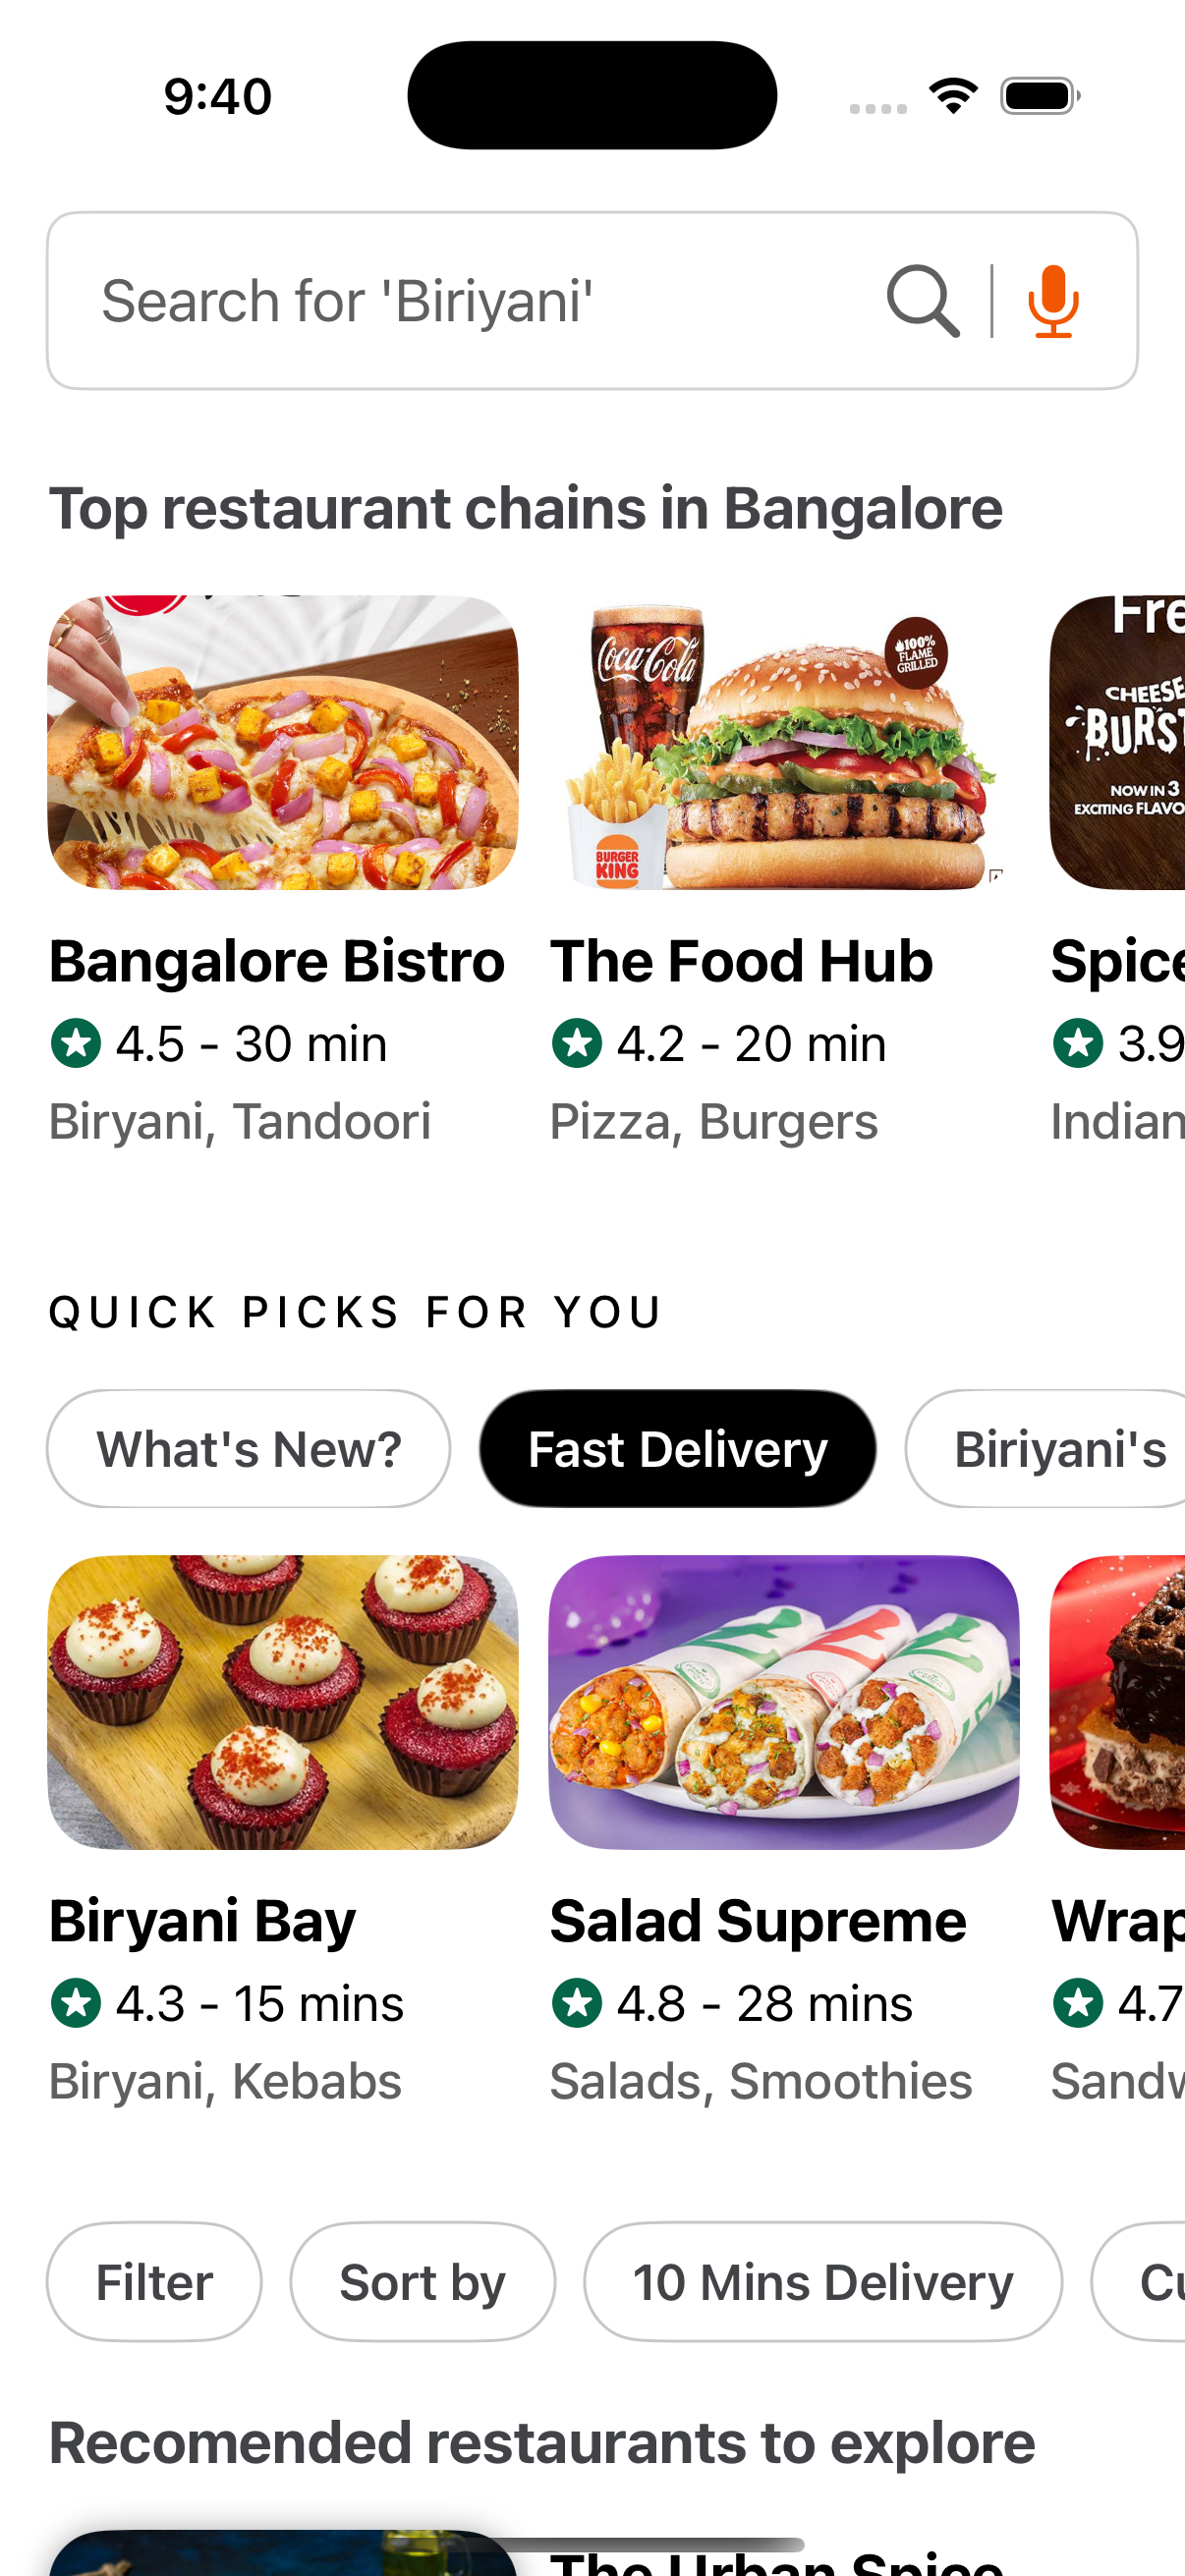 9:40
Search for 'Biriyani'
Top restaurant chains in Bangalore
Coca-Cola
100%
FLAME
GRILLED
BURGER
KING
Fre
CHEESE
BURST
NOW IN 3
EXCITING FLAVO
Bangalore Bistro
4.5 - 30 min
Biryani, Tandoori
The Food Hub
4.2 - 20 min
Pizza, Burgers
Spice
3.9
Indian
QUICK PICKS FOR YOU
What's New?
Fast Delivery
Biriyani's
Biryani Bay
4.3 - 15 mins
Biryani, Kebabs
Salad Supreme
4.8 - 28 mins
Salads, Smoothies
Wrap
4.7
Sandw
Filter
Sort by
10 Mins Delivery
Cu
Recomended restaurants to explore
The Urban Spice